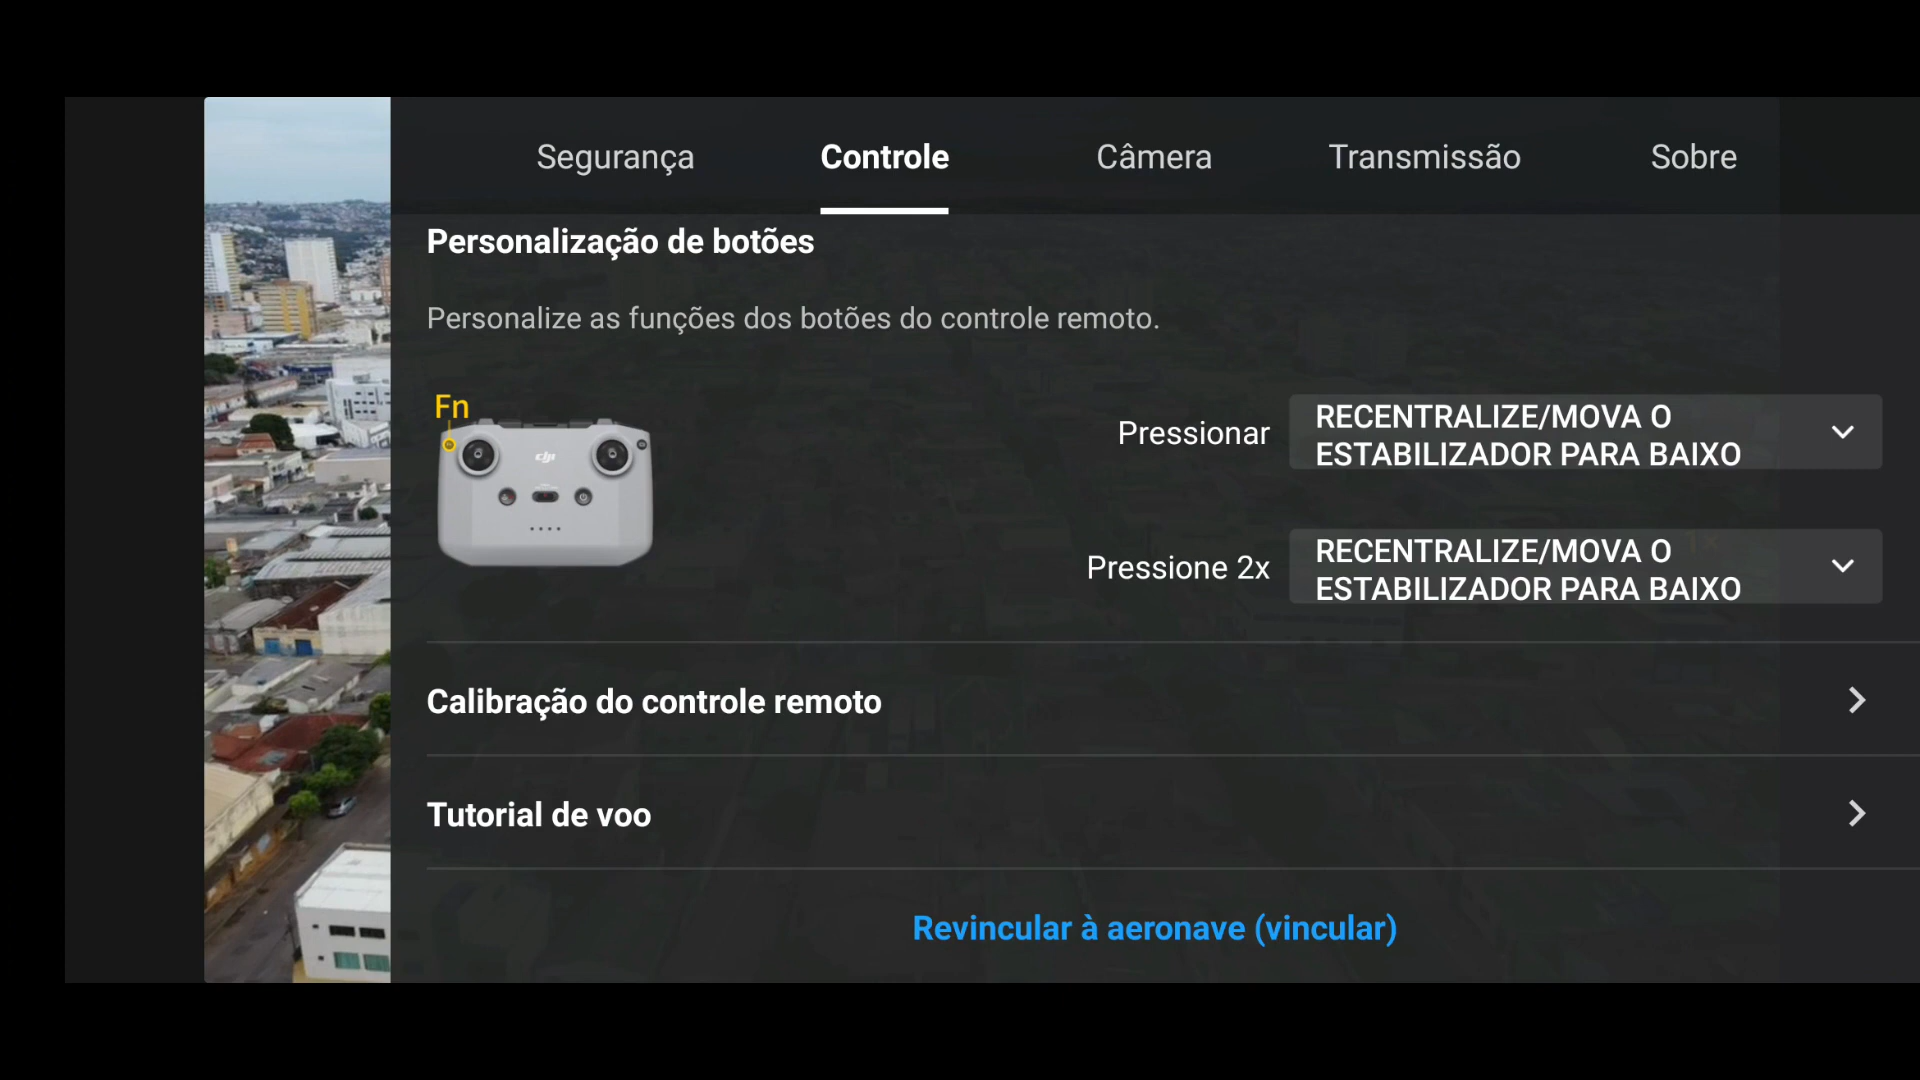 Segurança Controle Câmera Transmissão Sobre
Personalização de botões
Personalize as funções dos botões do controle remoto.
Fn
dji
Pressionar
RECENTRALIZE/MOVA O
ESTABILIZADOR PARA BAIXO
Pressione 2x
RECENTRALIZE/MOVA O
ESTABILIZADOR PARA BAIXO
Calibração do controle remoto
Tutorial de voo
Revincular à aeronave (vincular)